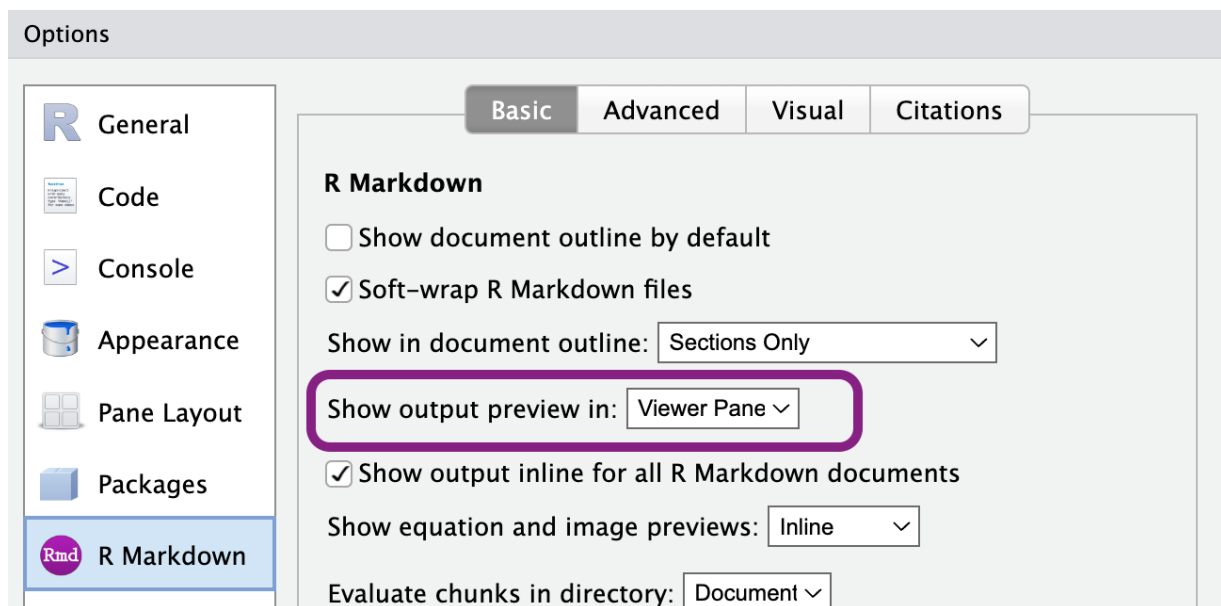 Options
R General
Code
> Console
Appearance
Pane Layout
Packages
Rmd R Markdown
Basic Advanced Visual Citations
R Markdown
Show document outline by default
Soft-wrap R Markdown files
Show in document outline: Sections Only
Show output preview in: Viewer Pane
Show output inline for all R Markdown documents
Show equation and image previews: Inline
Evaluate chunks in directory: Document